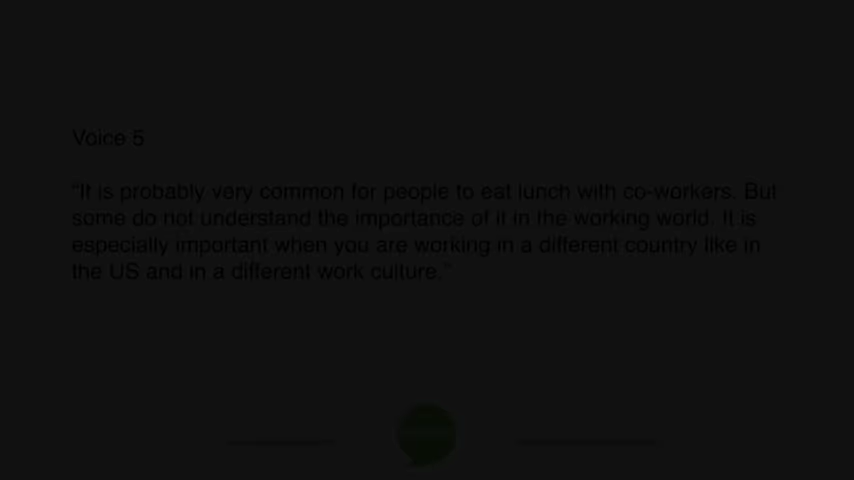 Voice 5
“It is probably very common for people to eat lunch with co-workers. But
some do not understand the importance of it in the working world. It is
especially important when you are working in a different country like in
the US and in a different work culture.”